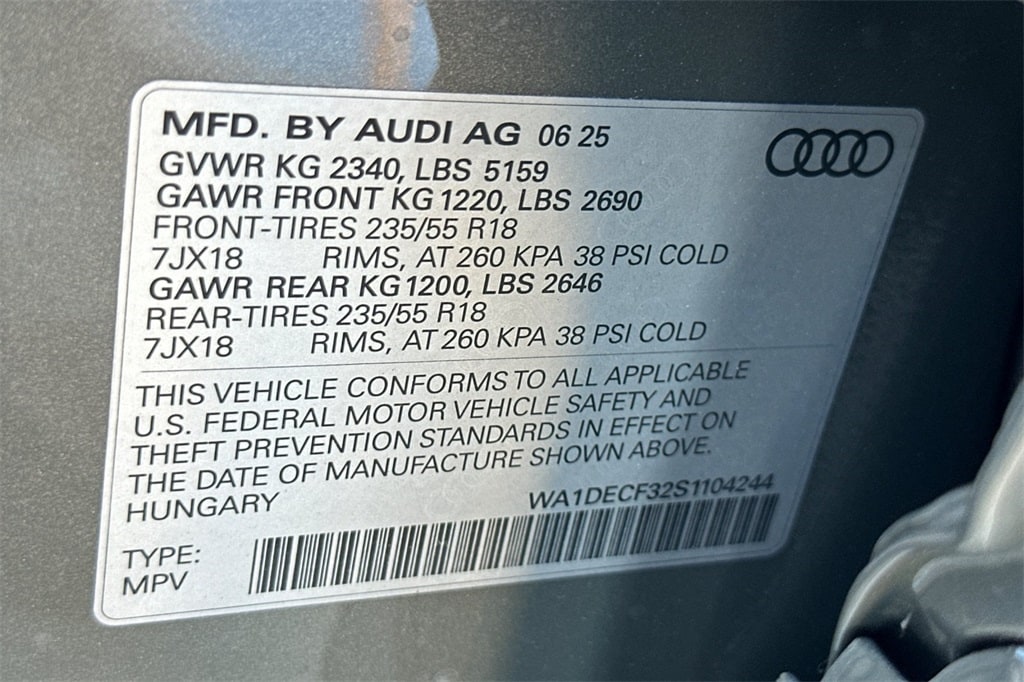 MFD. BY AUDI AG 06 25
GVWR KG 2340, LBS 5159
GAWR FRONT KG 1220, LBS 2690
FRONT-TIRES 235/55 R18
7JX18 RIMS, AT 260 KPA 38 PSI COLD
GAWR REAR KG 1200, LBS 2646
REAR-TIRES 235/55 R18
7JX18 RIMS, AT 260 KPA 38 PSI COLD
THIS VEHICLE CONFORMS TO ALL APPLICABLE
U.S. FEDERAL MOTOR VEHICLE SAFETY AND
THEFT PREVENTION STANDARDS IN EFFECT ON
THE DATE OF MANUFACTURE SHOWN ABOVE.
HUNGARY WA1DECF32S1104244
TYPE:
MPV